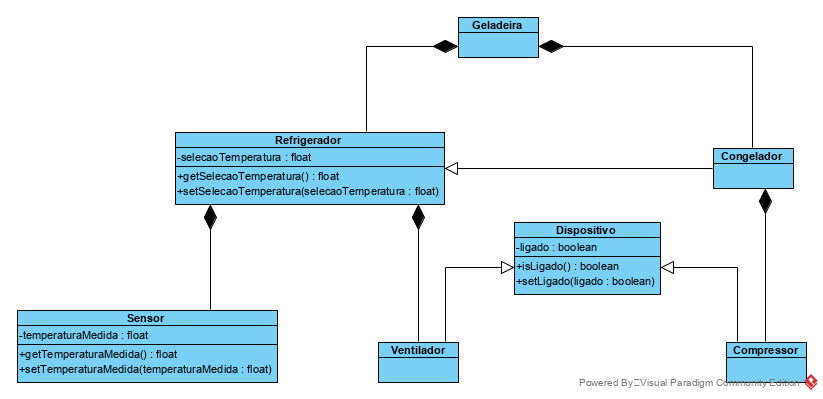 Geladeira
Refrigerador
-selecaoTemperatura : float
+getSelecaoTemperatura() : float
+setSelecaoTemperatura(selecaoTemperatura : float)
Congelador
Dispositivo
-ligado : boolean
+isLigado() : boolean
+setLigado(ligado : boolean)
Sensor
-temperaturaMedida : float
+getTemperaturaMedida() : float
+setTemperaturaMedida(temperaturaMedida : float)
Ventilador
Compressor
Powered By Visual Paradigm Community Edition